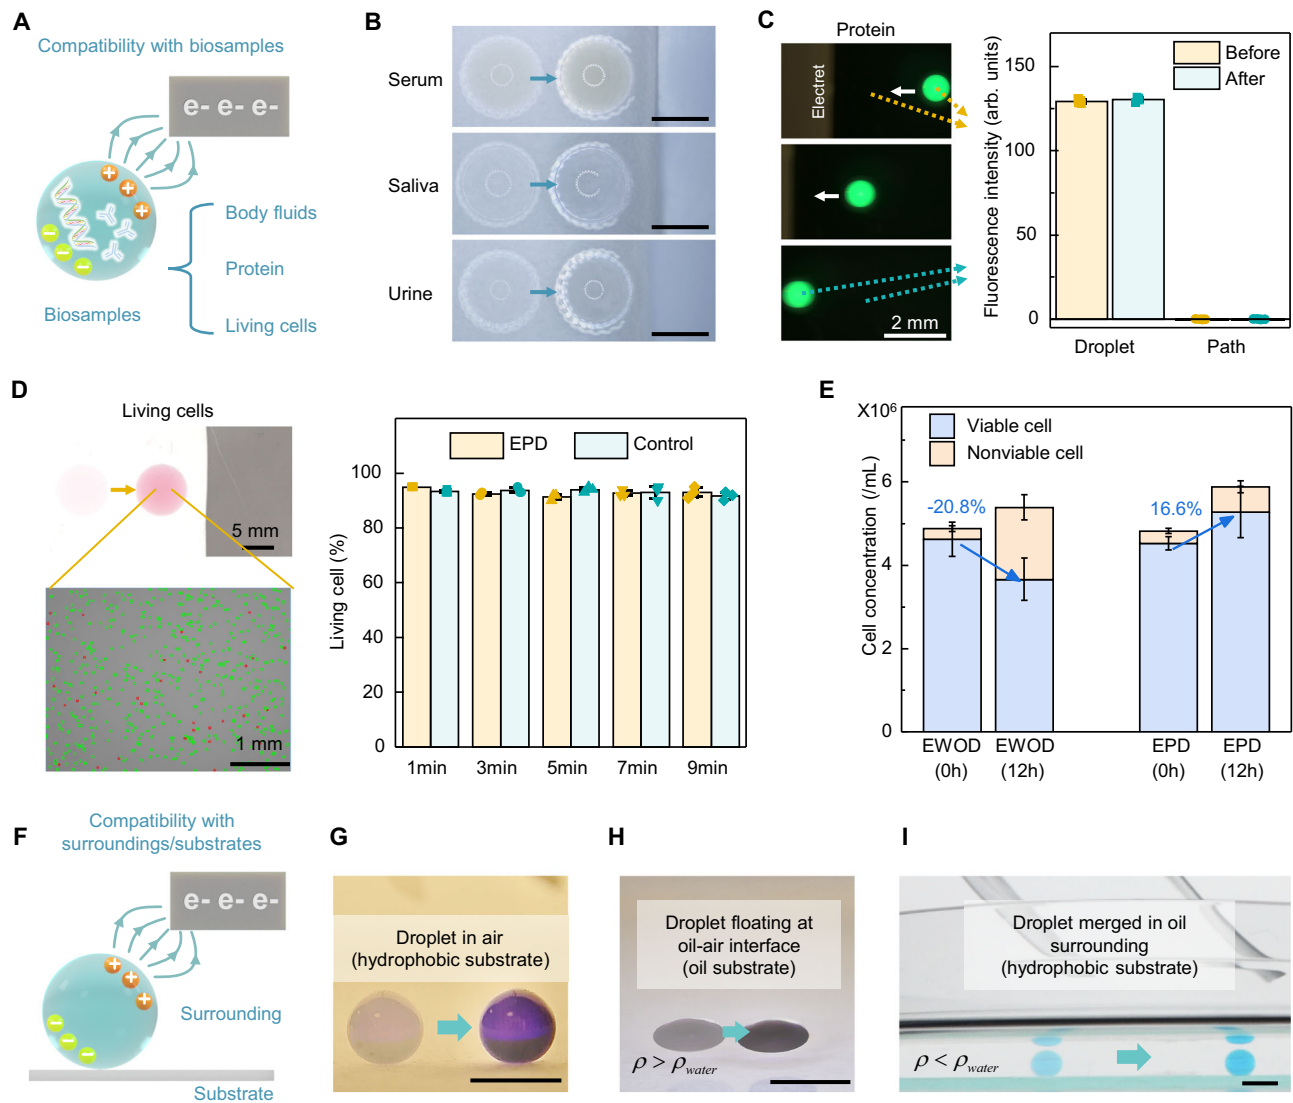 A
Compatibility with biosamples
e- e- e-
Body fluids
Protein
Living cells
Biosamples
B
Serum
Saliva
Urine
C
Protein
Electret
2 mm
Fluorescence intensity (arb. units)
150
100
50
0
Before
After
Droplet
Path
D
Living cells
5 mm
1 mm
Living cell (%)
100
80
60
40
20
0
EPD
Control
1min
3min
5min
7min
9min
E
X10⁶
Cell concentration (/mL)
6
4
2
0
Viable cell
Nonviable cell
-20.8%
16.6%
EWOD
(0h)
EWOD
(12h)
EPD
(0h)
EPD
(12h)
F
Compatibility with
surroundings/substrates
e- e- e-
Surrounding
Substrate
G
Droplet in air
(hydrophobic substrate)
H
Droplet floating at
oil-air interface
(oil substrate)
ρ > ρwater
I
Droplet merged in oil
surrounding
(hydrophobic substrate)
ρ < ρwater